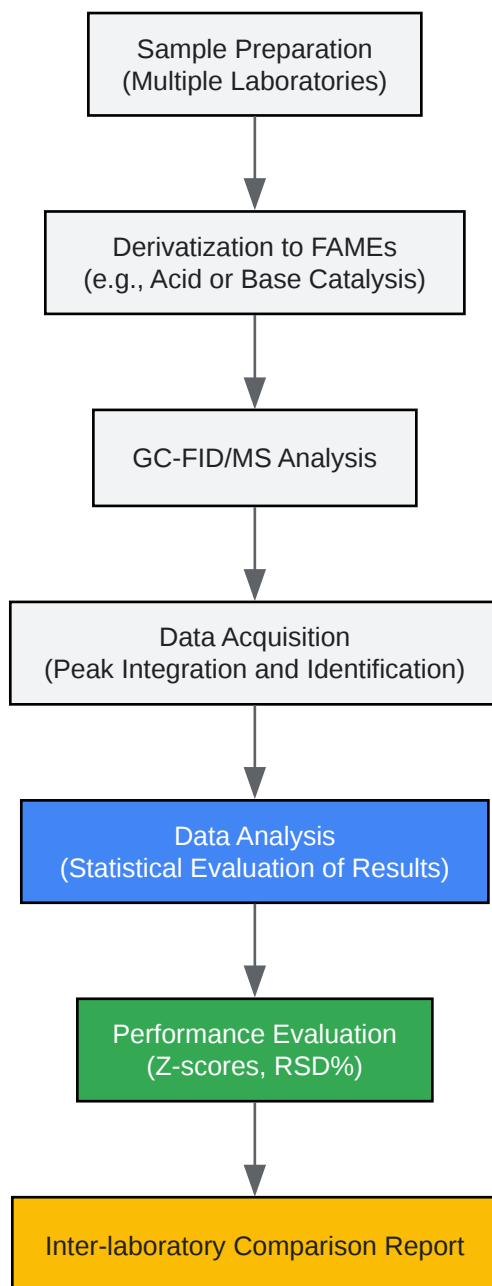 Sample Preparation
(Multiple Laboratories)
Derivatization to FAMEs
(e.g., Acid or Base Catalysis)
GC-FID/MS Analysis
Data Acquisition
(Peak Integration and Identification)
Data Analysis
(Statistical Evaluation of Results)
Performance Evaluation
(Z-scores, RSD%)
Inter-laboratory Comparison Report